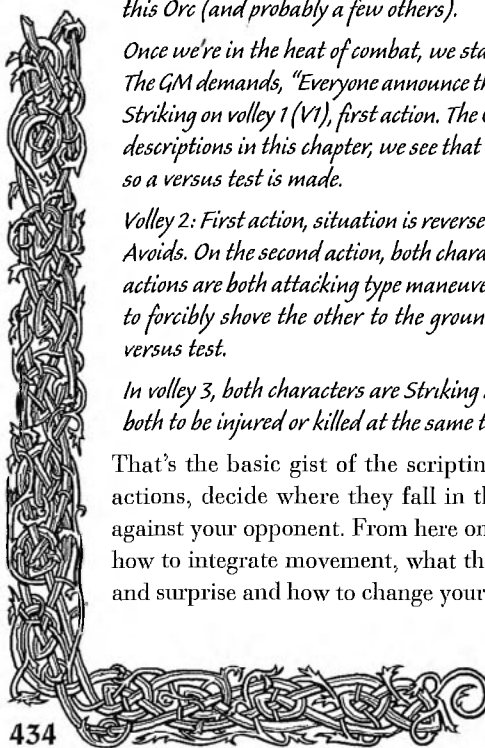 this Orc (and probably a few others).
Once we're in the heat of combat, we sta
The GM demands, "Everyone announce th
Striking on volley 1 (V1), first action. The
descriptions in this chapter, we see that
so a versus test is made.
Volley 2: First action, situation is reverse
Avoids. On the second action, both chara
actions are both attacking type maneuve
to forcibly shove the other to the groun
versus test.
In volley 3, both characters are Striking
both to be injured or killed at the same t
That's the basic gist of the scriptin
actions, decide where they fall in th
against your opponent. From here on
how to integrate movement, what th
and surprise and how to change your
434